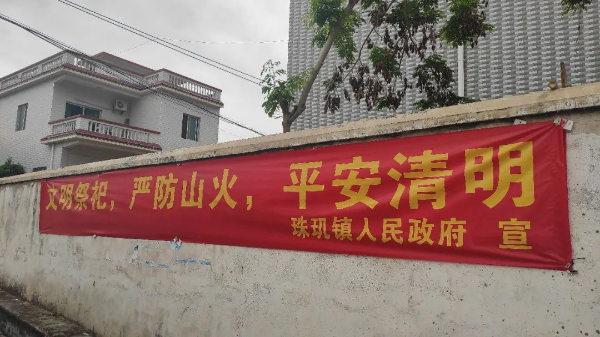 文明祭祀，严防山火，平安清明
珠玑镇人民政府 宣